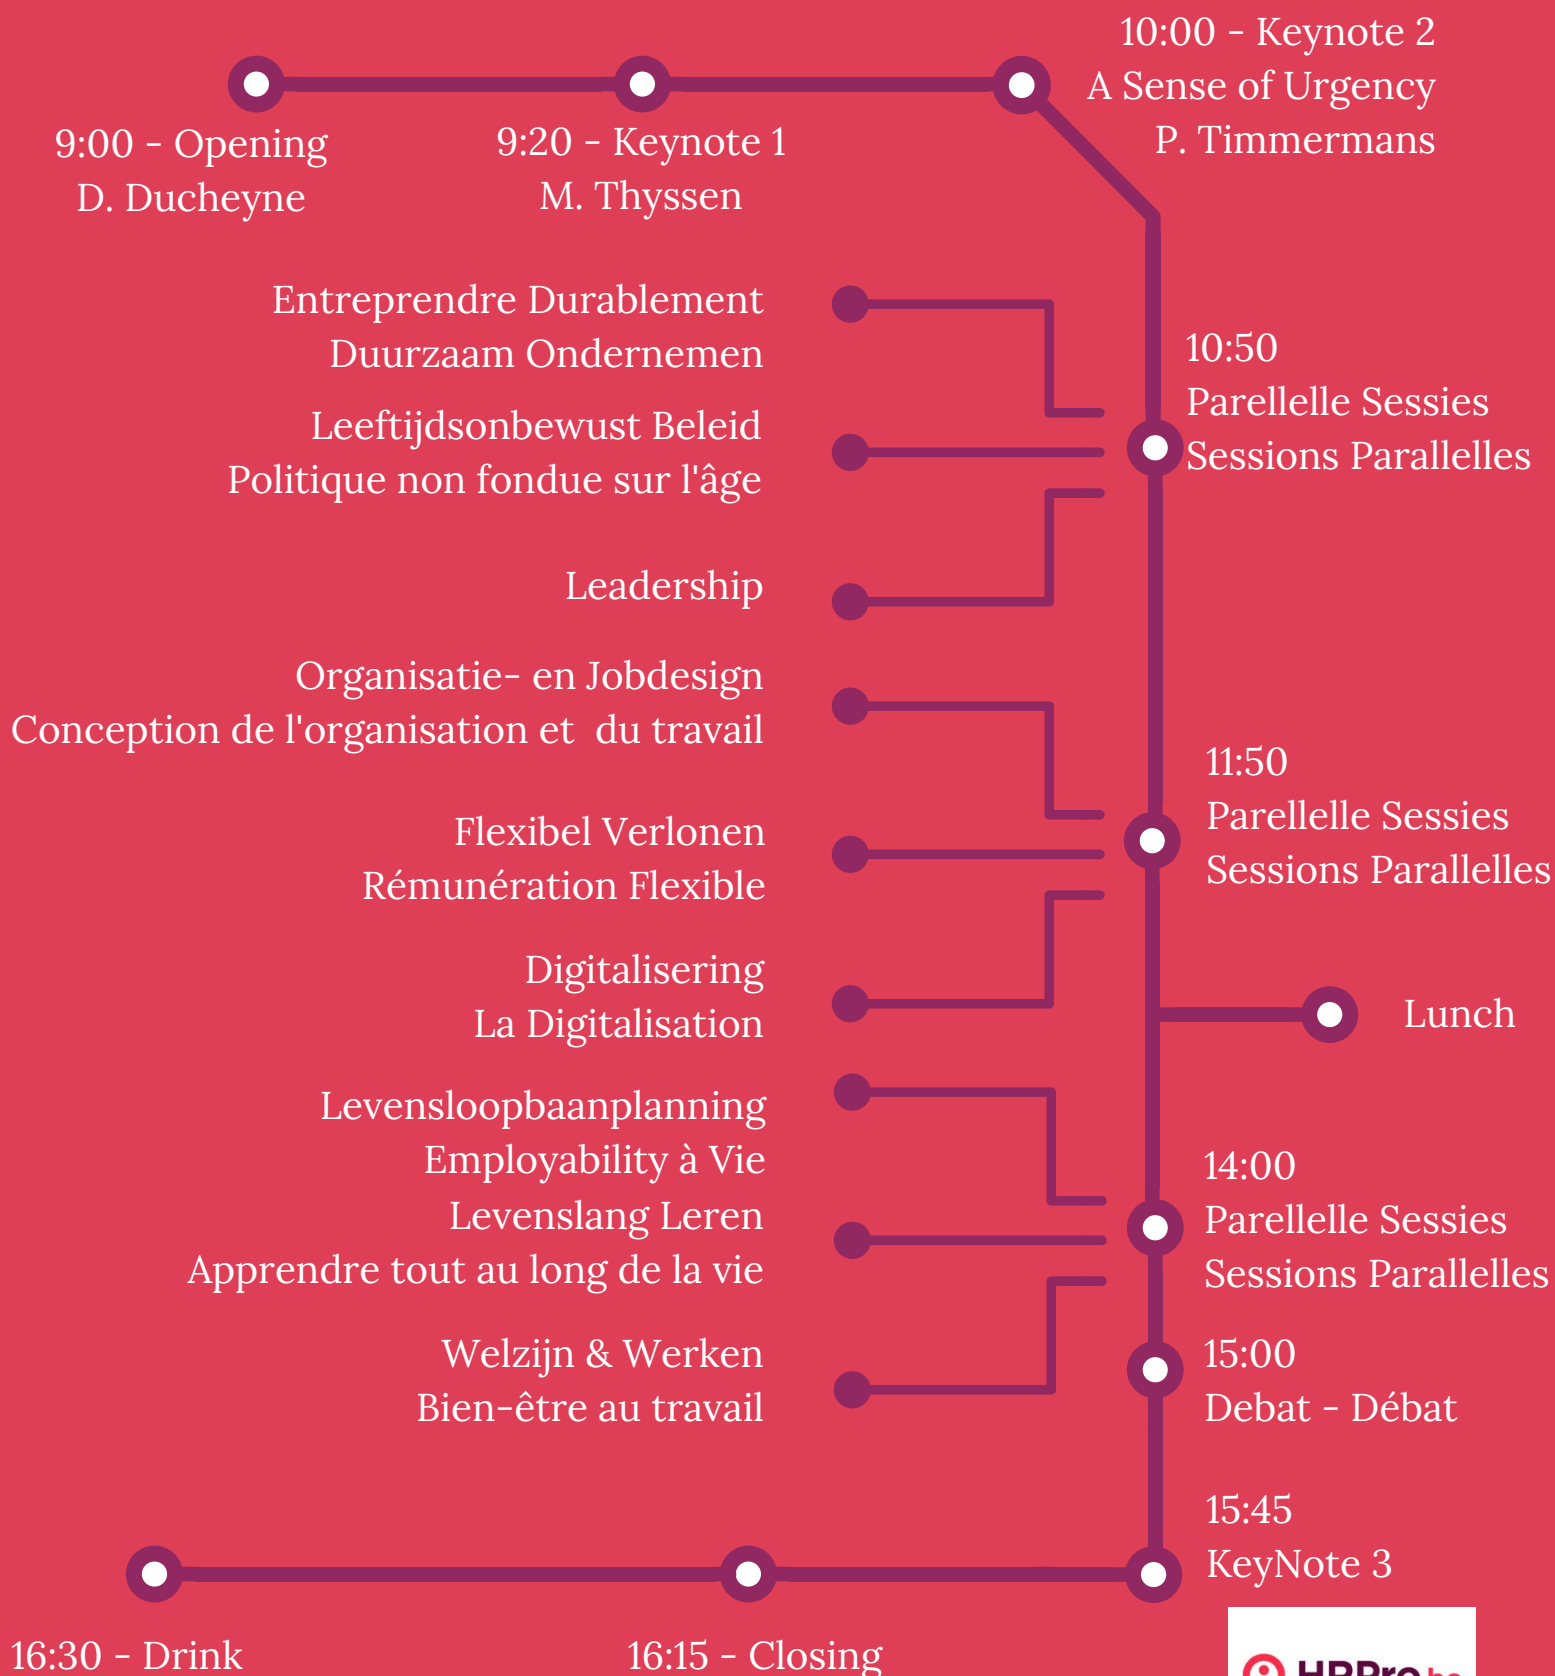 9:00 - Opening
D. Ducheyne
9:20 - Keynote 1
M. Thyssen
10:00 - Keynote 2
A Sense of Urgency
P. Timmermans
10:50
Parellelle Sessies
Sessions Parallelles
Entreprendre Durablement
Duurzaam Ondernemen
Leeftijdsonbewust Beleid
Politique non fondue sur l'âge
Leadership
11:50
Parellelle Sessies
Sessions Parallelles
Organisatie- en Jobdesign
Conception de l'organisation et  du travail
Flexibel Verlonen
Rémunération Flexible
Digitalisering
La Digitalisation
Lunch
14:00
Parellelle Sessies
Sessions Parallelles
Levensloopbaanplanning
Employability à Vie
Levenslang Leren
Apprendre tout au long de la vie
Welzijn & Werken
Bien-être au travail
15:00
Debat - Débat
15:45
KeyNote 3
16:15 - Closing
16:30 - Drink
HRPro.be